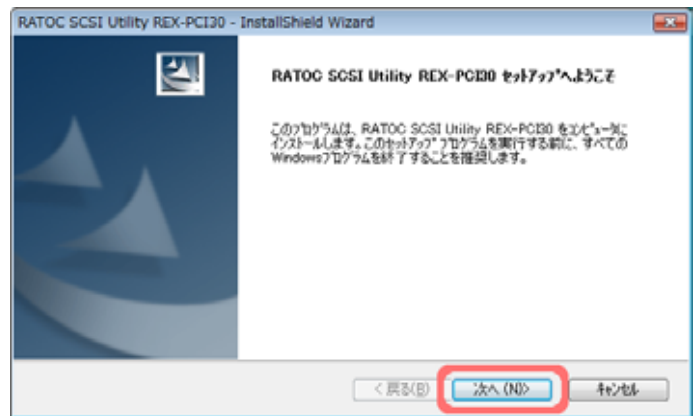 RATOC SCSI Utility REX-PCI30 - InstallShield Wizard
RATOC SCSI Utility REX-PCI30 ｾｯﾄｱｯﾌﾟへようこそ
このﾌﾟﾛｸﾞﾗﾑは、RATOC SCSI Utility REX-PCI30 をｺﾝﾋﾟｭｰﾀに
ｲﾝｽﾄｰﾙします。このｾｯﾄｱｯﾌﾟ ﾌﾟﾛｸﾞﾗﾑを実行する前に、すべての
Windowsﾌﾟﾛｸﾞﾗﾑを終了することを推奨します。
< 戻る(B)
次へ (N)>
ｷｬﾝｾﾙ